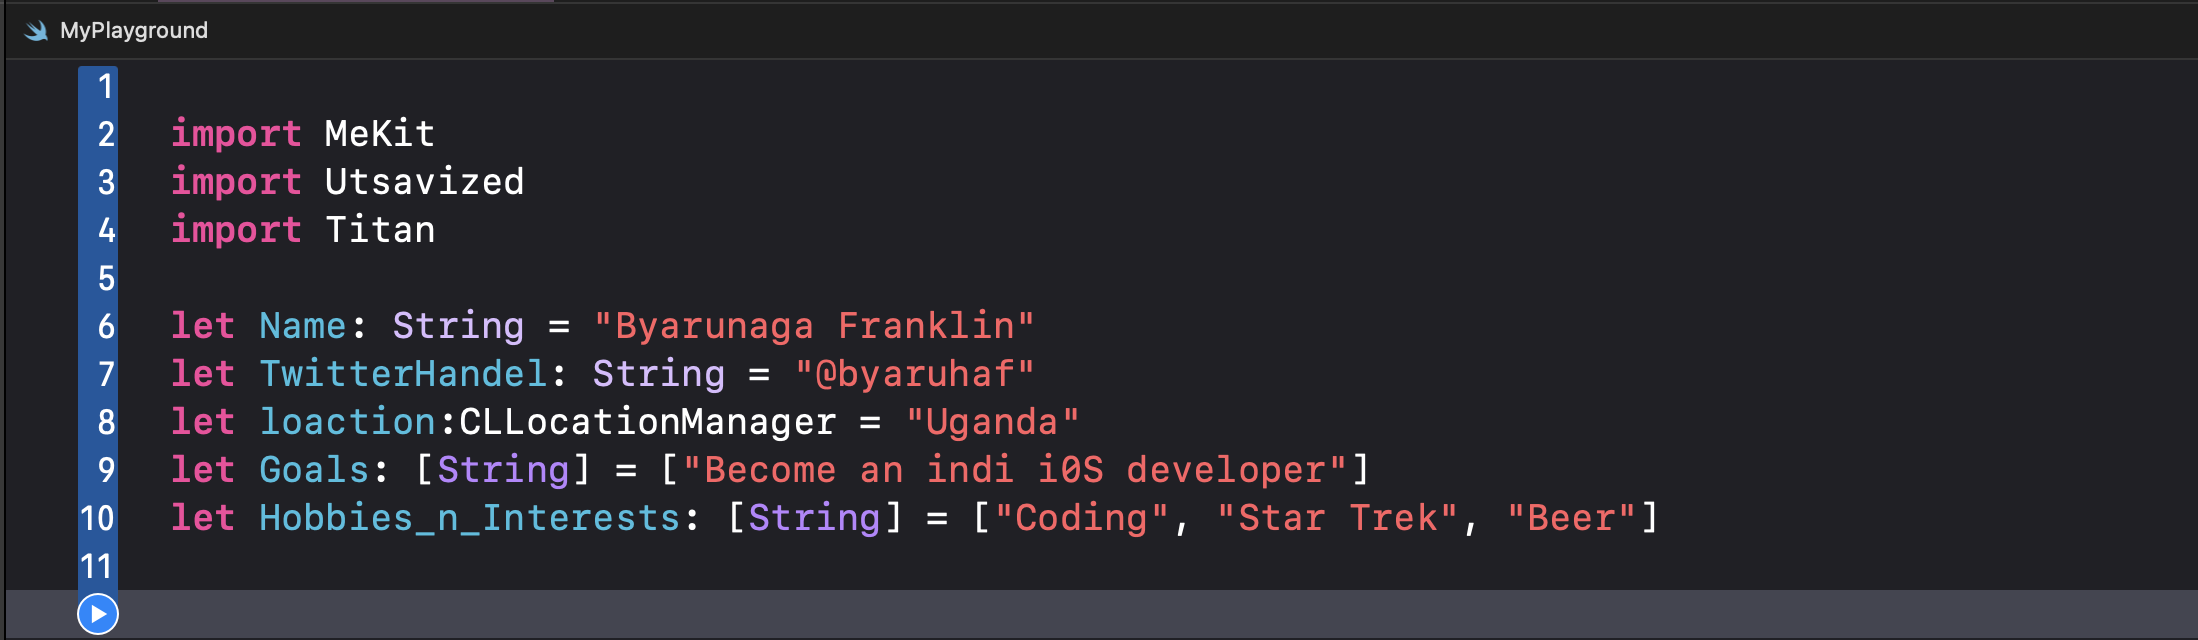 MyPlayground
1
2 import MeKit
3 import Utsavized
4 import Titan
5
6 let Name: String = "Byarunaga Franklin"
7 let TwitterHandel: String = "@byaruhaf"
8 let loaction:CLLocationManager = "Uganda"
9 let Goals: [String] = ["Become an indi i0S developer"]
10 let Hobbies_n_Interests: [String] = ["Coding", "Star Trek", "Beer"]
11